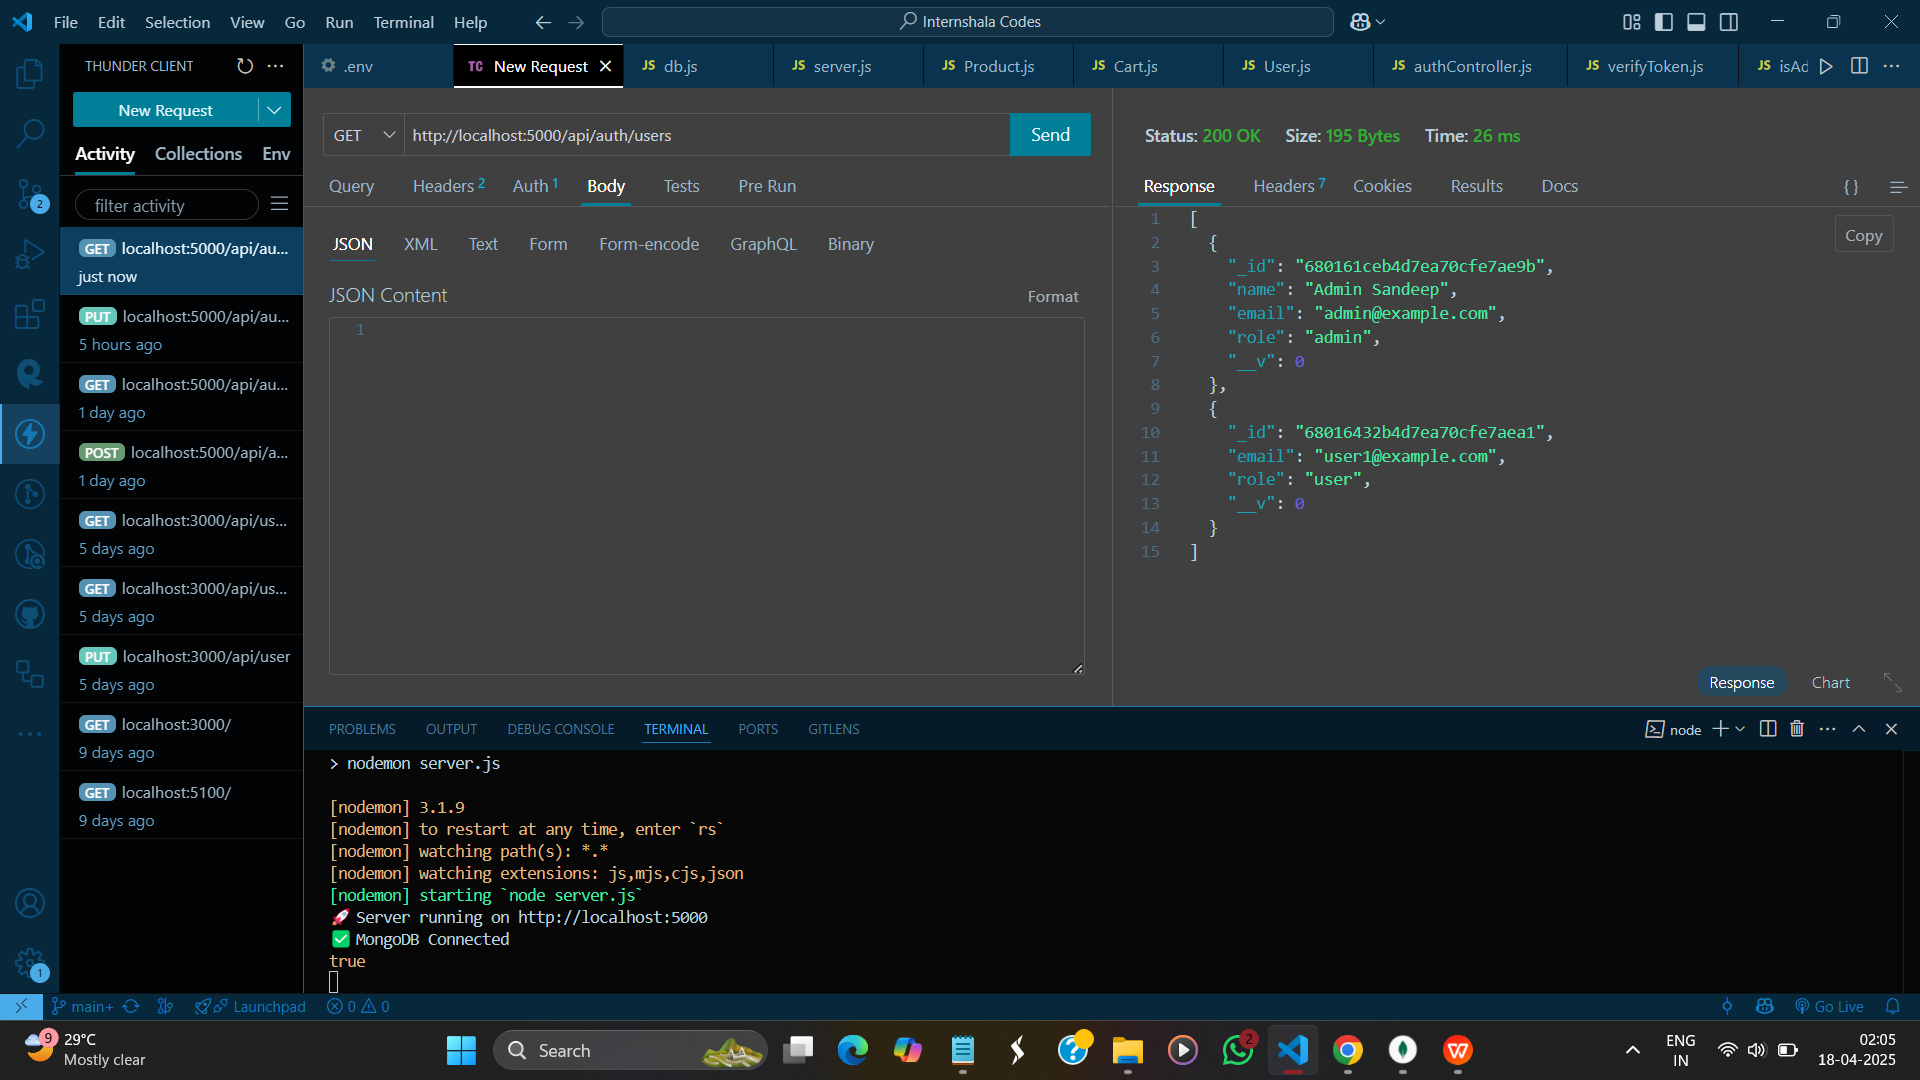 File Edit Selection View Go Run Terminal Help
Internshala Codes
THUNDER CLIENT
New Request
Activity Collections Env
filter activity
GET localhost:5000/api/au...
just now
PUT localhost:5000/api/au...
5 hours ago
GET localhost:5000/api/au...
1 day ago
POST localhost:5000/api/a...
1 day ago
GET localhost:3000/api/us...
5 days ago
GET localhost:3000/api/us...
5 days ago
PUT localhost:3000/api/user
5 days ago
GET localhost:3000/
9 days ago
GET localhost:5100/
9 days ago
2
1
.env TC New Request JS db.js JS server.js JS Product.js JS Cart.js JS User.js JS authController.js JS verifyToken.js JS isAd
GET http://localhost:5000/api/auth/users Send
Query Headers 2 Auth 1 Body Tests Pre Run
JSON XML Text Form Form-encode GraphQL Binary
JSON Content Format
1
Status: 200 OK Size: 195 Bytes Time: 26 ms
Response Headers 7 Cookies Results Docs { }
Copy
1 [
2 {
3 "_id": "680161ceb4d7ea70cfe7ae9b",
4 "name": "Admin Sandeep",
5 "email": "admin@example.com",
6 "role": "admin",
7 "__v": 0
8 },
9 {
10 "_id": "68016432b4d7ea70cfe7aea1",
11 "email": "user1@example.com",
12 "role": "user",
13 "__v": 0
14 }
15 ]
Response Chart
PROBLEMS OUTPUT DEBUG CONSOLE TERMINAL PORTS GITLENS
node
> nodemon server.js
[nodemon] 3.1.9
[nodemon] to restart at any time, enter `rs`
[nodemon] watching path(s): *.*
[nodemon] watching extensions: js,mjs,cjs,json
[nodemon] starting `node server.js`
🚀 Server running on http://localhost:5000
✅ MongoDB Connected
true
main+ Launchpad 0 0 Go Live
9 29°C
Mostly clear
Search
2
ENG
IN
02:05
18-04-2025